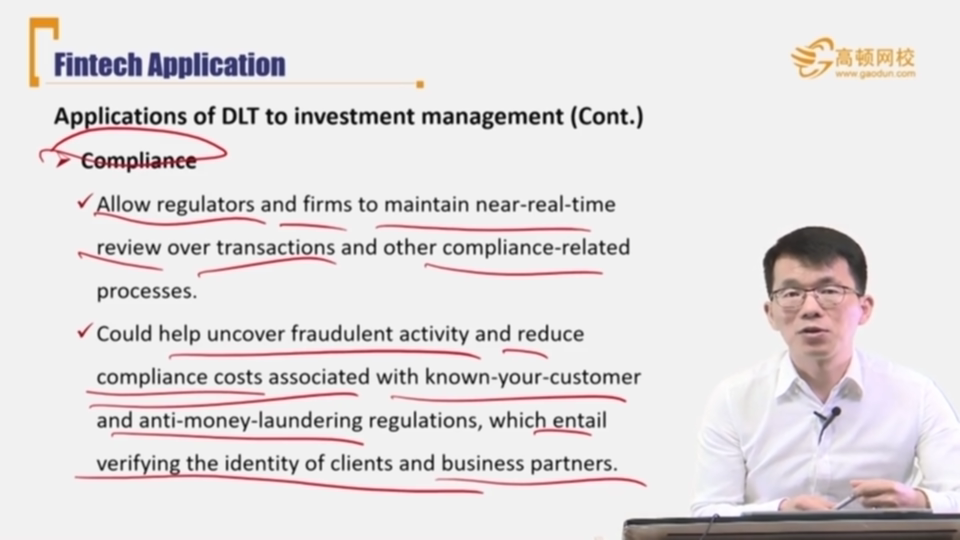 Fintech Application
高顿网校
www.gaodun.com
Applications of DLT to investment management (Cont.)
Compliance
Allow regulators and firms to maintain near-real-time
review over transactions and other compliance-related
processes.
Could help uncover fraudulent activity and reduce
compliance costs associated with known-your-customer
and anti-money-laundering regulations, which entail
verifying the identity of clients and business partners.